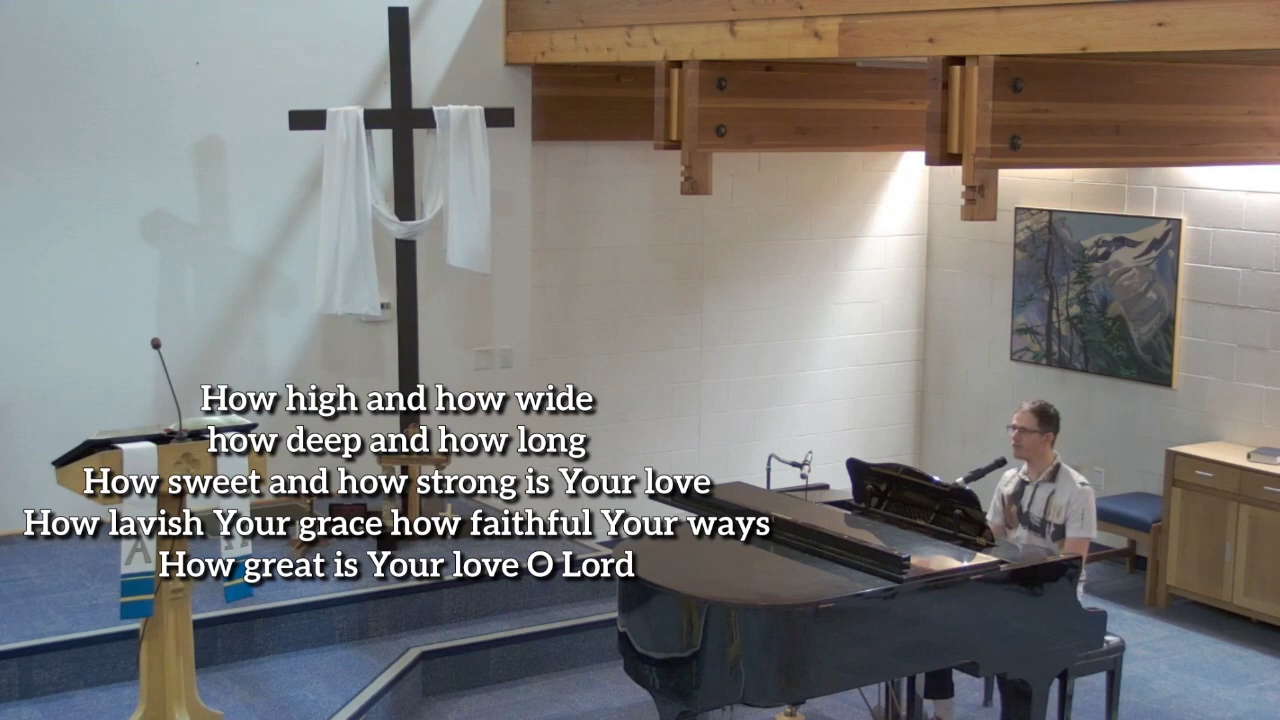 How high and how wide
how deep and how long
How sweet and how strong is Your love
How lavish Your grace how faithful Your ways
How great is Your love O Lord
A